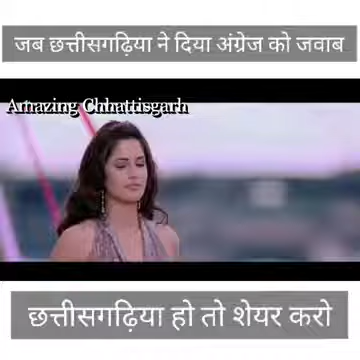 जब छत्तीसगढ़िया ने दिया अंग्रेज को जवाब
Amazing Chhattisgarh
छत्तीसगढ़िया हो तो शेयर करो